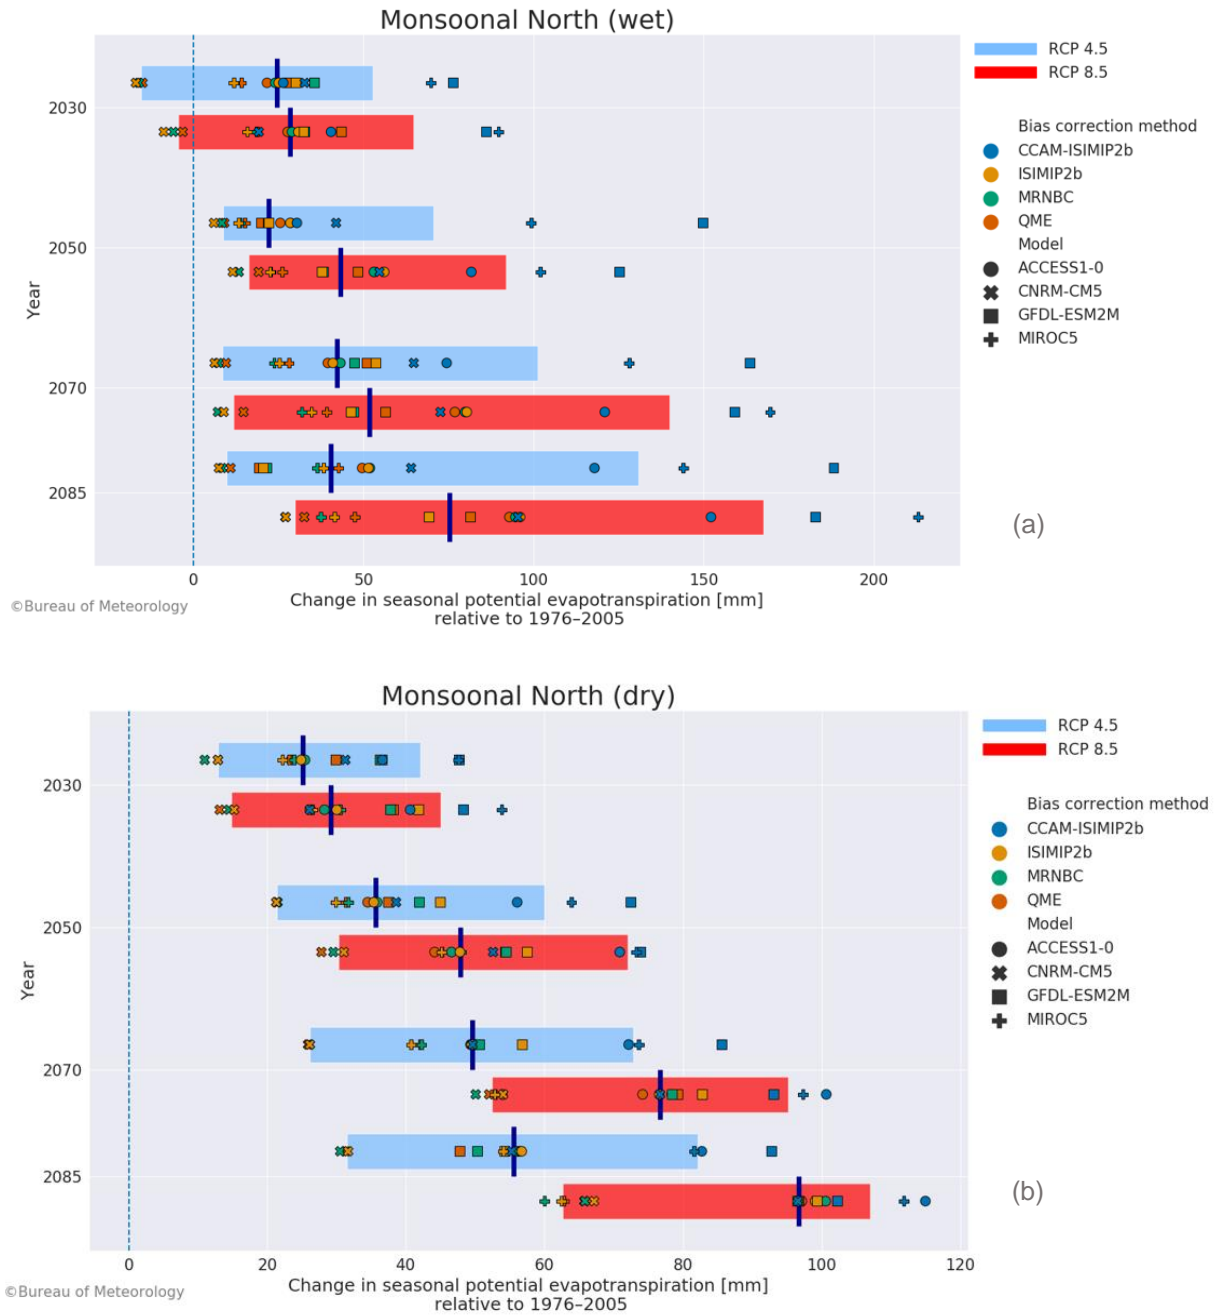 Monsoonal North (wet)
RCP 4.5
RCP 8.5
Bias correction method
CCAM-ISIMIP2b
ISIMIP2b
MRNBC
QME
Model
ACCESS1-0
CNRM-CM5
GFDL-ESM2M
MIROC5
2030
2050
2070
2085
Year
(a)
0 50 100 150 200
Change in seasonal potential evapotranspiration [mm]
relative to 1976–2005
©Bureau of Meteorology
Monsoonal North (dry)
RCP 4.5
RCP 8.5
Bias correction method
CCAM-ISIMIP2b
ISIMIP2b
MRNBC
QME
Model
ACCESS1-0
CNRM-CM5
GFDL-ESM2M
MIROC5
2030
2050
2070
2085
Year
(b)
0 20 40 60 80 100 120
Change in seasonal potential evapotranspiration [mm]
relative to 1976–2005
©Bureau of Meteorology